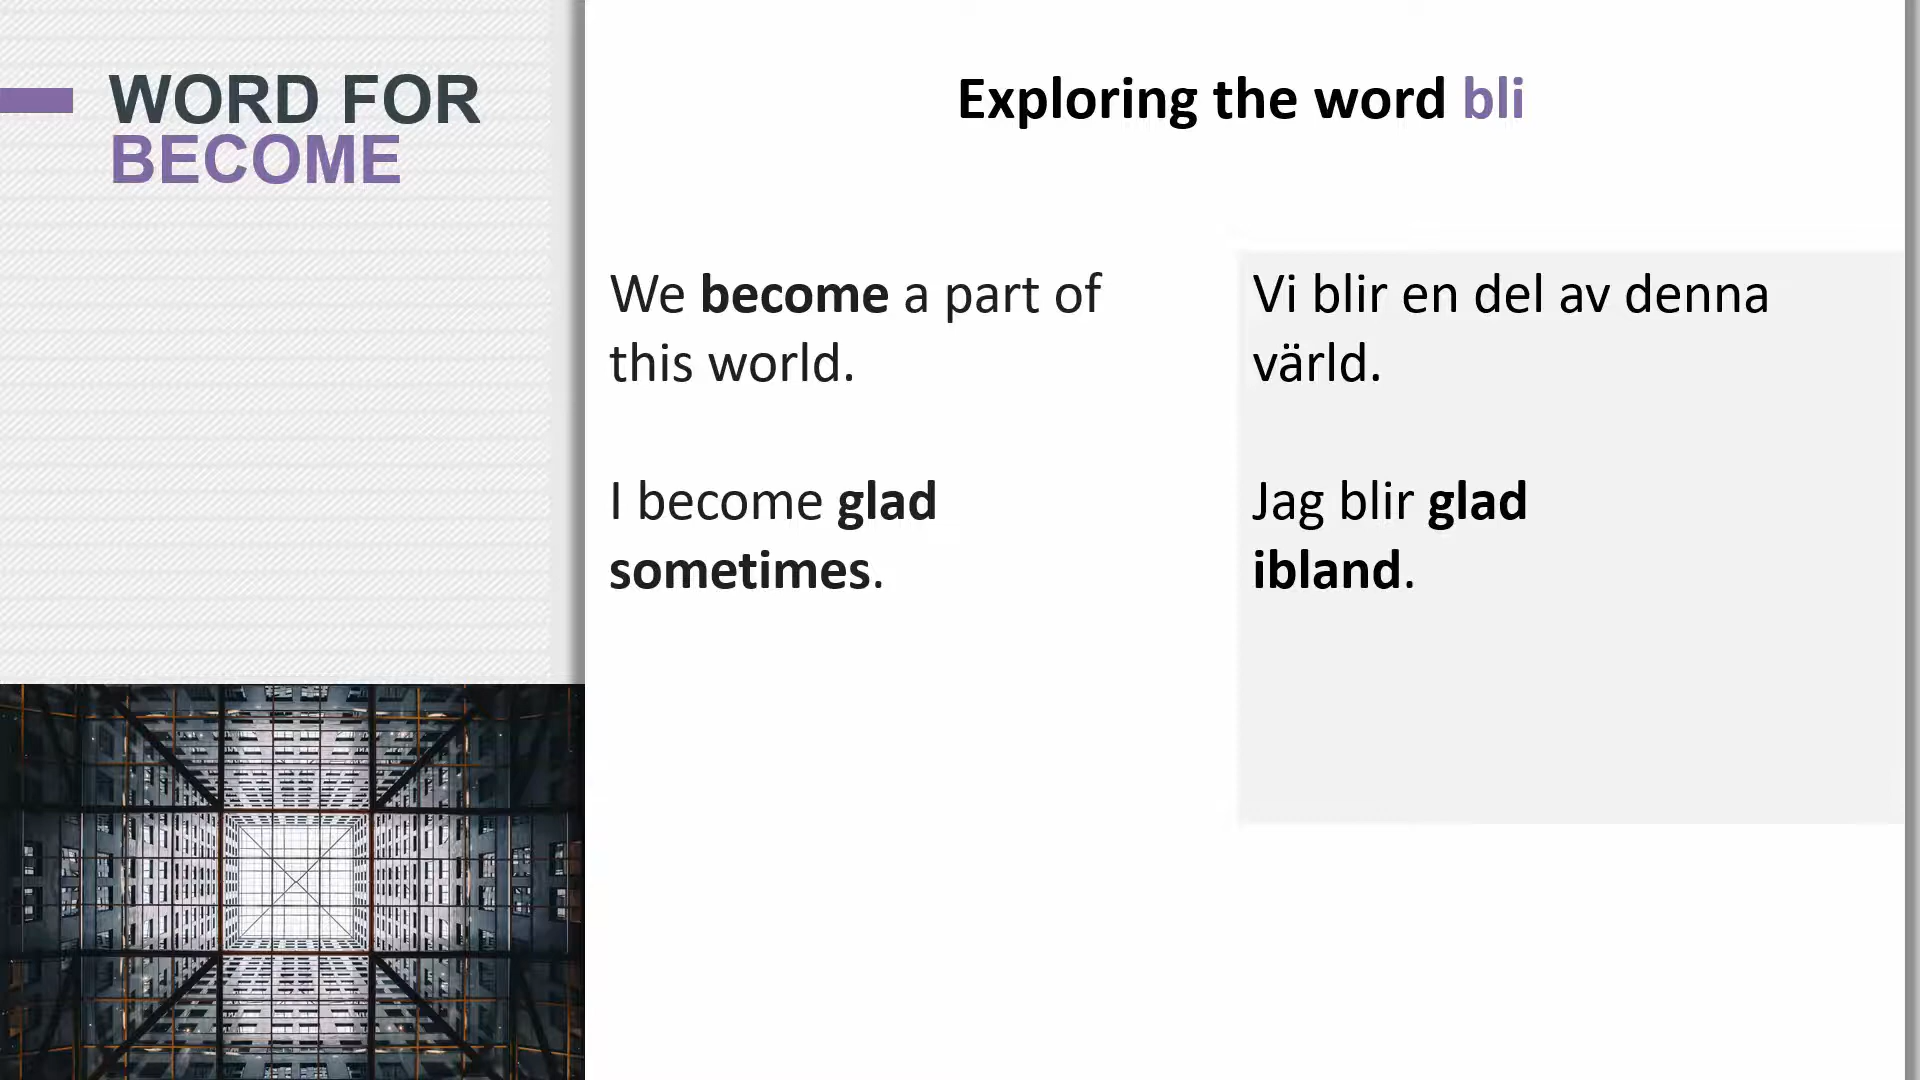 WORD FOR
BECOME
Exploring the word bli
We become a part of
this world.
Vi blir en del av denna
värld.
I become glad
sometimes.
Jag blir glad
ibland.